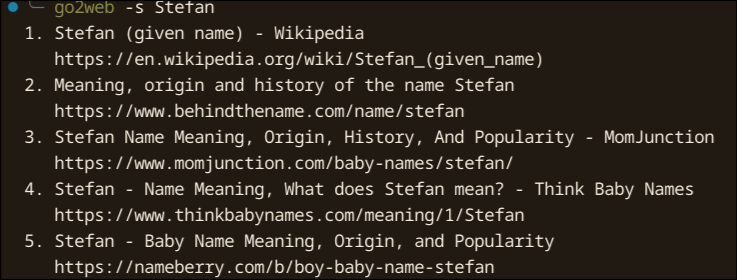 go2web -s Stefan
1. Stefan (given name) - Wikipedia
https://en.wikipedia.org/wiki/Stefan_(given_name)
2. Meaning, origin and history of the name Stefan
https://www.behindthename.com/name/stefan
3. Stefan Name Meaning, Origin, History, And Popularity - MomJunction
https://www.momjunction.com/baby-names/stefan/
4. Stefan - Name Meaning, What does Stefan mean? - Think Baby Names
https://www.thinkbabynames.com/meaning/1/Stefan
5. Stefan - Baby Name Meaning, Origin, and Popularity
https://nameberry.com/b/boy-baby-name-stefan